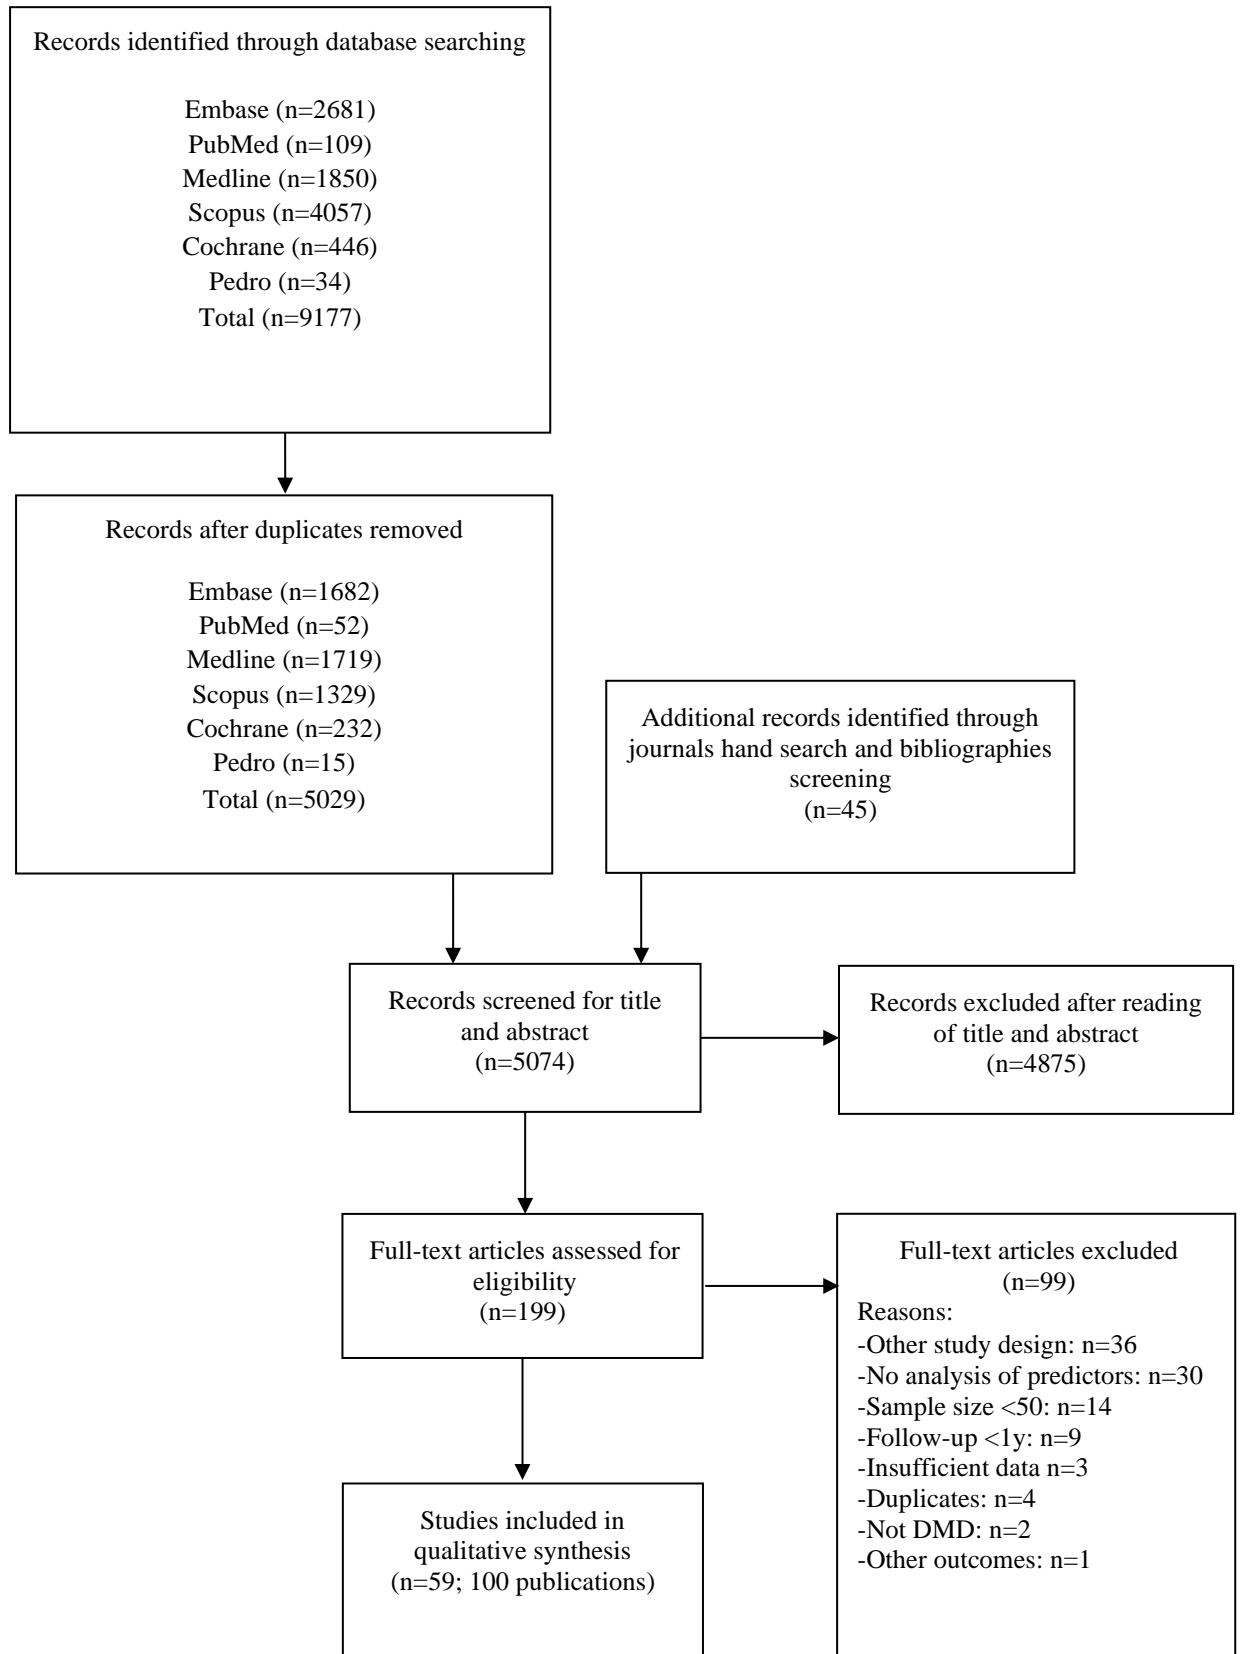 Records identified through database searching
Embase (n=2681)
PubMed (n=109)
Medline (n=1850)
Scopus (n=4057)
Cochrane (n=446)
Pedro (n=34)
Total (n=9177)
Records after duplicates removed
Embase (n=1682)
PubMed (n=52)
Medline (n=1719)
Scopus (n=1329)
Cochrane (n=232)
Pedro (n=15)
Total (n=5029)
Additional records identified through
journals hand search and bibliographies
screening
(n=45)
Records screened for title
and abstract
(n=5074)
Records excluded after reading
of title and abstract
(n=4875)
Full-text articles assessed for
eligibility
(n=199)
Full-text articles excluded
(n=99)
Reasons:
-Other study design: n=36
-No analysis of predictors: n=30
-Sample size <50: n=14
-Follow-up <1y: n=9
-Insufficient data n=3
-Duplicates: n=4
-Not DMD: n=2
-Other outcomes: n=1
Studies included in
qualitative synthesis
(n=59; 100 publications)